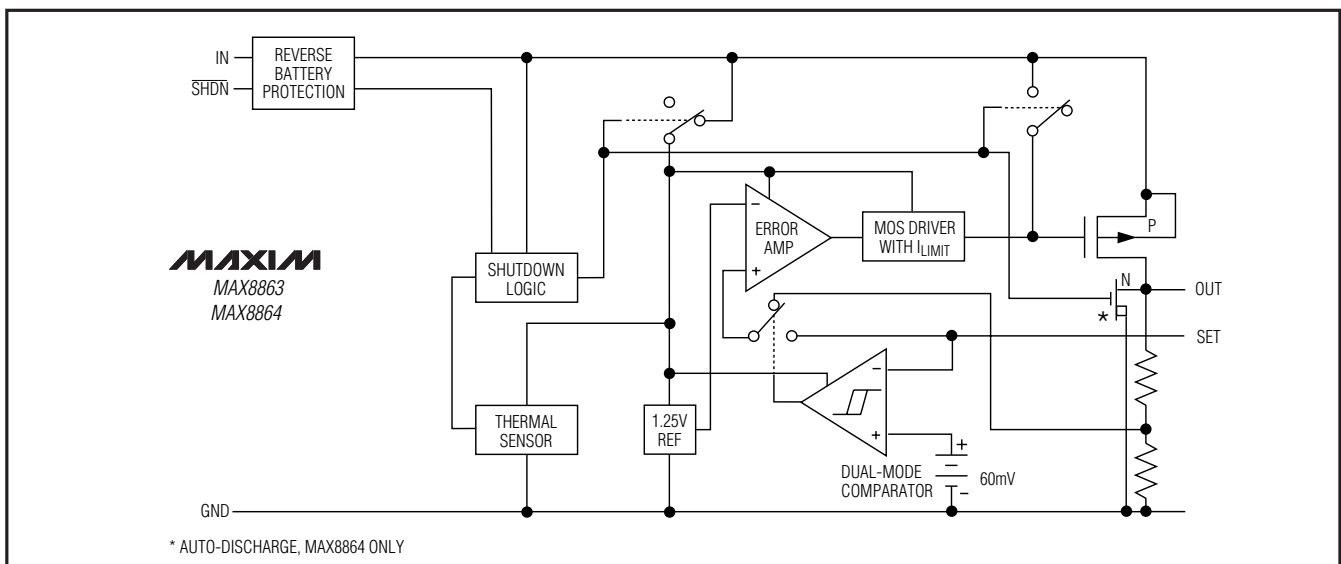 IN
REVERSE
BATTERY
PROTECTION
SHDN
MAXIM
MAX8863
MAX8864
SHUTDOWN
LOGIC
−
ERROR
AMP
+
MOS DRIVER
WITH ILIMIT
P
N
*
OUT
SET
THERMAL
SENSOR
1.25V
REF
−
+
DUAL-MODE
COMPARATOR
+
60mV
−
GND
* AUTO-DISCHARGE, MAX8864 ONLY